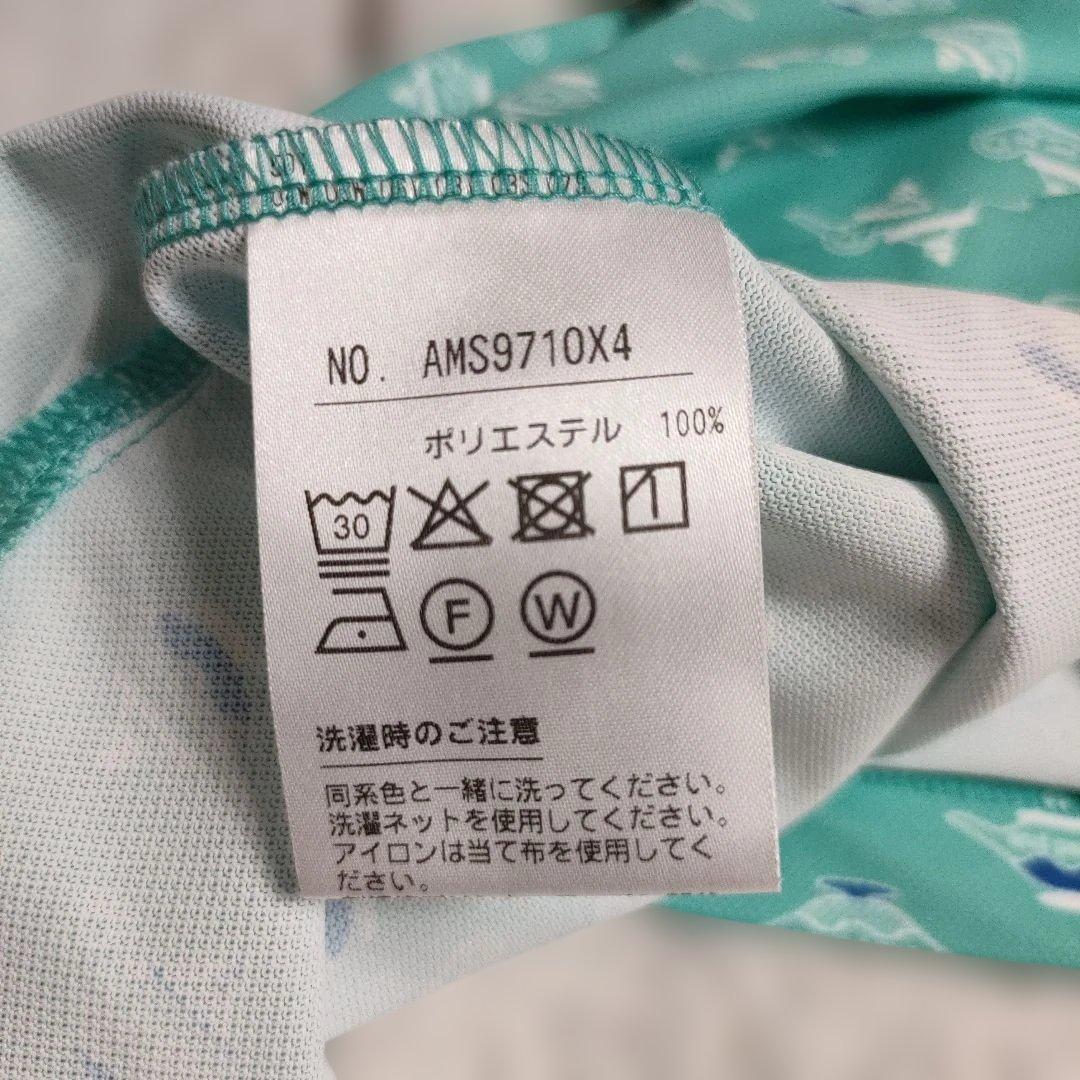 NO. AMS9710X4
ポリエステル 100%
30
F W
洗濯時のご注意
同系色と一緒に洗ってください。
洗濯ネットを使用してください。
アイロンは当て布を使用してく
ださい。